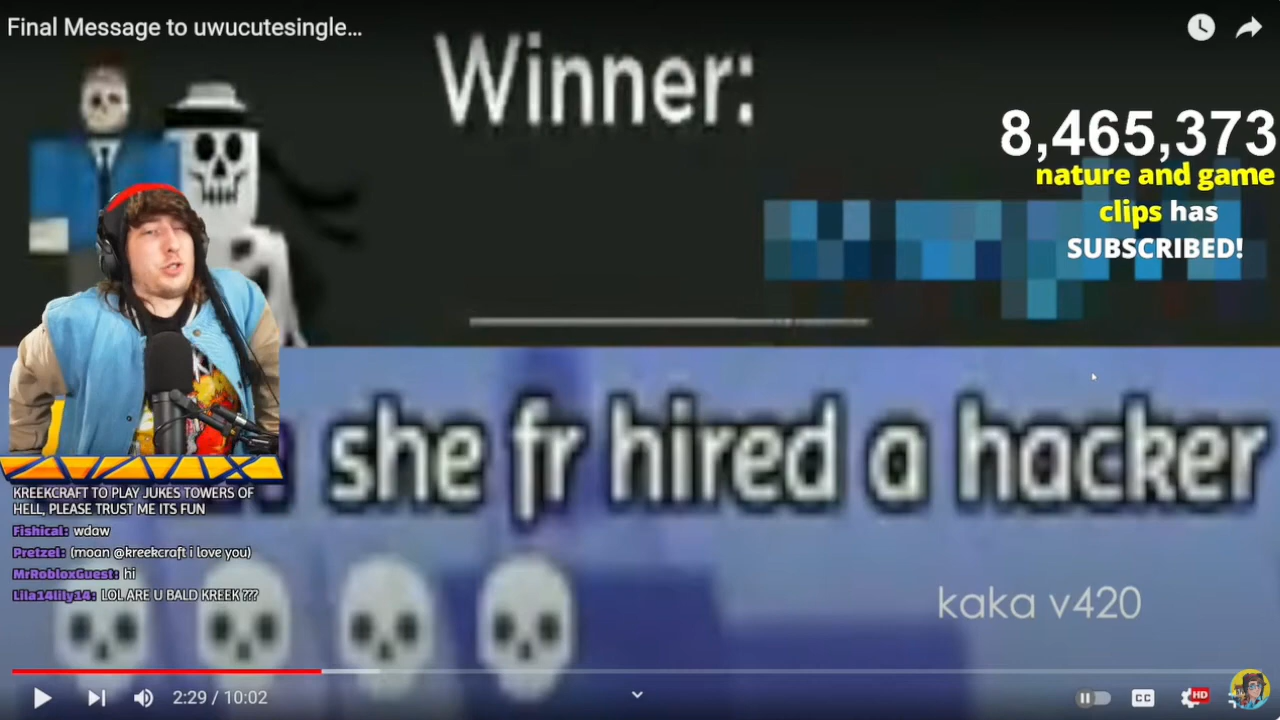 Final Message to uwucutesingle…
Winner:
8,465,373
nature and game
clips has
SUBSCRIBED!
she fr hired a hacker
KREEKCRAFT TO PLAY JUKES TOWERS OF
HELL, PLEASE TRUST ME ITS FUN
Fishical: wdaw
Pretzel: (moan @kreekcraft i love you)
MrRobloxGuest: hi
Lila14lily14: LOL ARE U BALD KREEK ???
kaka v420
2:29 / 10:02
CC
HD